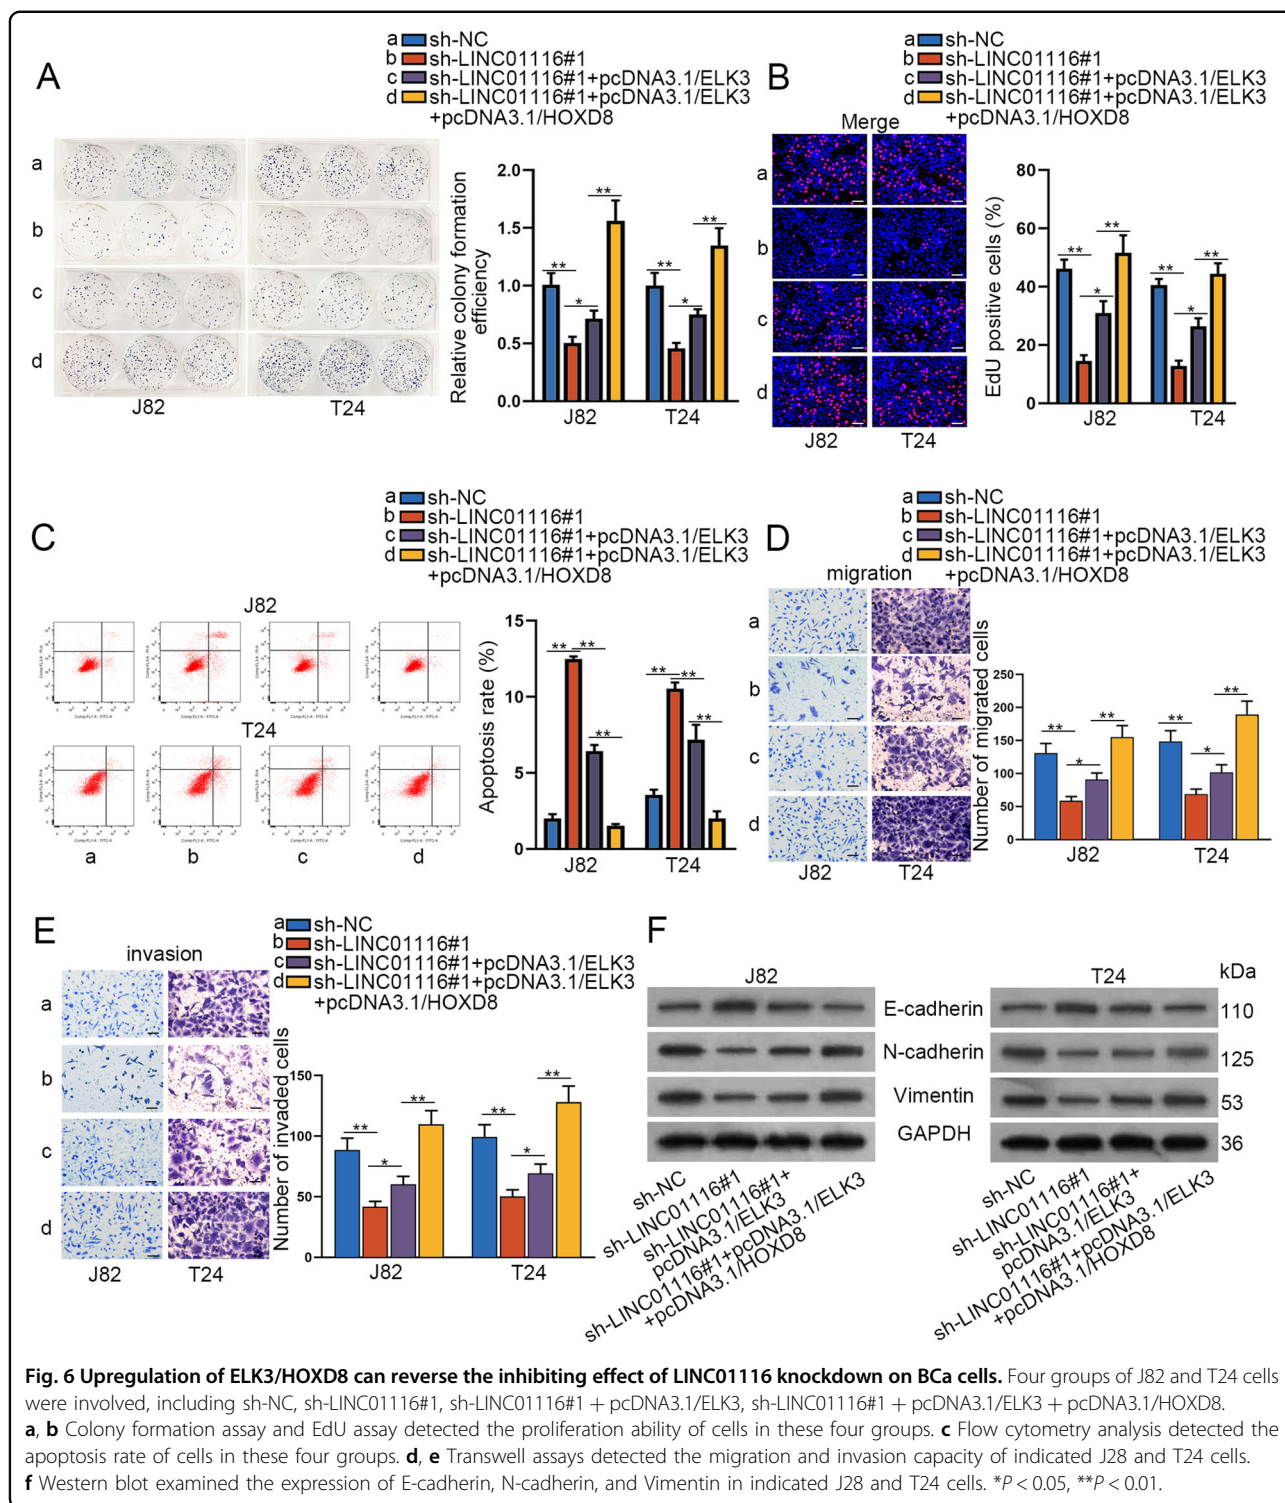 A
a sh-NC
b sh-LINC01116#1
c sh-LINC01116#1+pcDNA3.1/ELK3
d sh-LINC01116#1+pcDNA3.1/ELK3
+pcDNA3.1/HOXD8
a
b
c
d
J82
T24
Relative colony formation
efficiency
2.0
1.5
1.0
0.5
0.0
**
*
**
**
*
**
J82
T24
B
a sh-NC
b sh-LINC01116#1
c sh-LINC01116#1+pcDNA3.1/ELK3
d sh-LINC01116#1+pcDNA3.1/ELK3
+pcDNA3.1/HOXD8
Merge
a
b
c
d
J82
T24
EdU positive cells (%)
80
60
40
20
0
**
*
**
**
*
**
J82
T24
C
a sh-NC
b sh-LINC01116#1
c sh-LINC01116#1+pcDNA3.1/ELK3
d sh-LINC01116#1+pcDNA3.1/ELK3
+pcDNA3.1/HOXD8
J82
T24
a
b
c
d
Apoptosis rate (%)
15
10
5
0
**
**
**
**
**
**
J82
T24
D
a sh-NC
b sh-LINC01116#1
c sh-LINC01116#1+pcDNA3.1/ELK3
d sh-LINC01116#1+pcDNA3.1/ELK3
+pcDNA3.1/HOXD8
migration
a
b
c
d
J82
T24
Number of migrated cells
250
200
150
100
50
0
**
*
**
**
*
**
J82
T24
E
a sh-NC
b sh-LINC01116#1
c sh-LINC01116#1+pcDNA3.1/ELK3
d sh-LINC01116#1+pcDNA3.1/ELK3
+pcDNA3.1/HOXD8
invasion
a
b
c
d
J82
T24
Number of invaded cells
150
100
50
0
**
*
**
**
*
**
J82
T24
F
J82
T24
kDa
E-cadherin
110
N-cadherin
125
Vimentin
53
GAPDH
36
sh-NC
sh-LINC01116#1
sh-LINC01116#1+
pcDNA3.1/ELK3
sh-LINC01116#1+pcDNA3.1/ELK3
+pcDNA3.1/HOXD8
sh-NC
sh-LINC01116#1
sh-LINC01116#1+
pcDNA3.1/ELK3
sh-LINC01116#1+pcDNA3.1/ELK3
+pcDNA3.1/HOXD8
Fig. 6 Upregulation of ELK3/HOXD8 can reverse the inhibiting effect of LINC01116 knockdown on BCa cells. Four groups of J82 and T24 cells
were involved, including sh-NC, sh-LINC01116#1, sh-LINC01116#1 + pcDNA3.1/ELK3, sh-LINC01116#1 + pcDNA3.1/ELK3 + pcDNA3.1/HOXD8.
a, b Colony formation assay and EdU assay detected the proliferation ability of cells in these four groups. c Flow cytometry analysis detected the
apoptosis rate of cells in these four groups. d, e Transwell assays detected the migration and invasion capacity of indicated J28 and T24 cells.
f Western blot examined the expression of E-cadherin, N-cadherin, and Vimentin in indicated J28 and T24 cells. *P < 0.05, **P < 0.01.